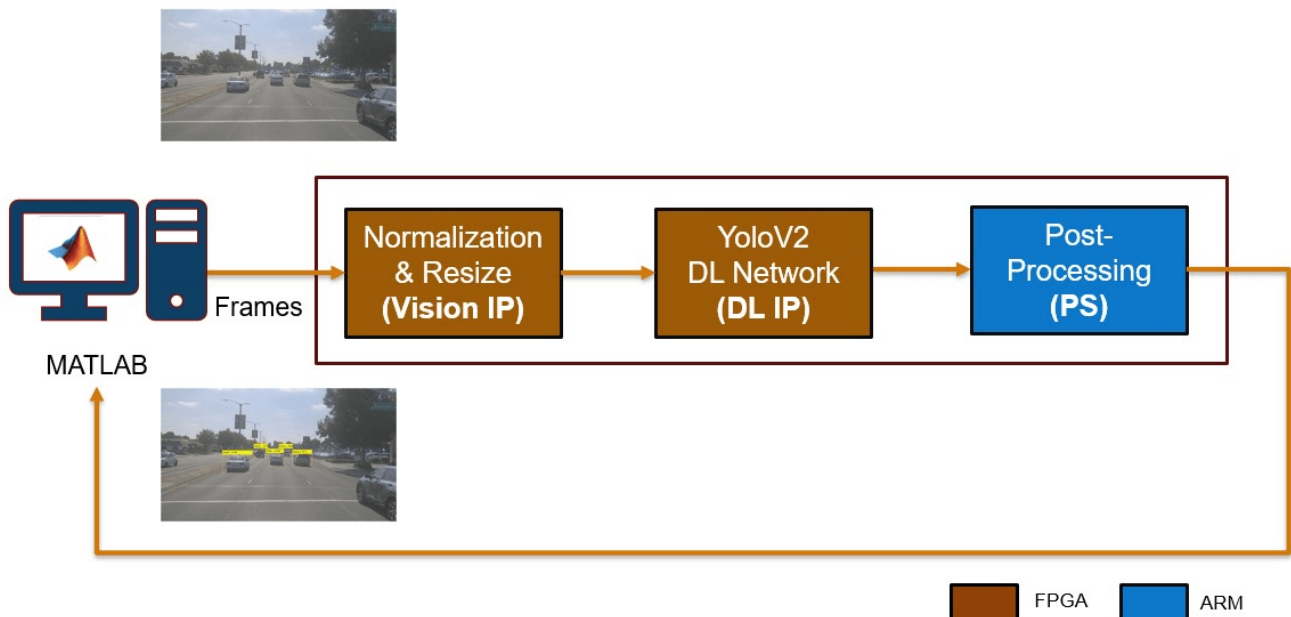 Frames
MATLAB
Normalization
& Resize
(Vision IP)
YoloV2
DL Network
(DL IP)
Post-
Processing
(PS)
FPGA
ARM